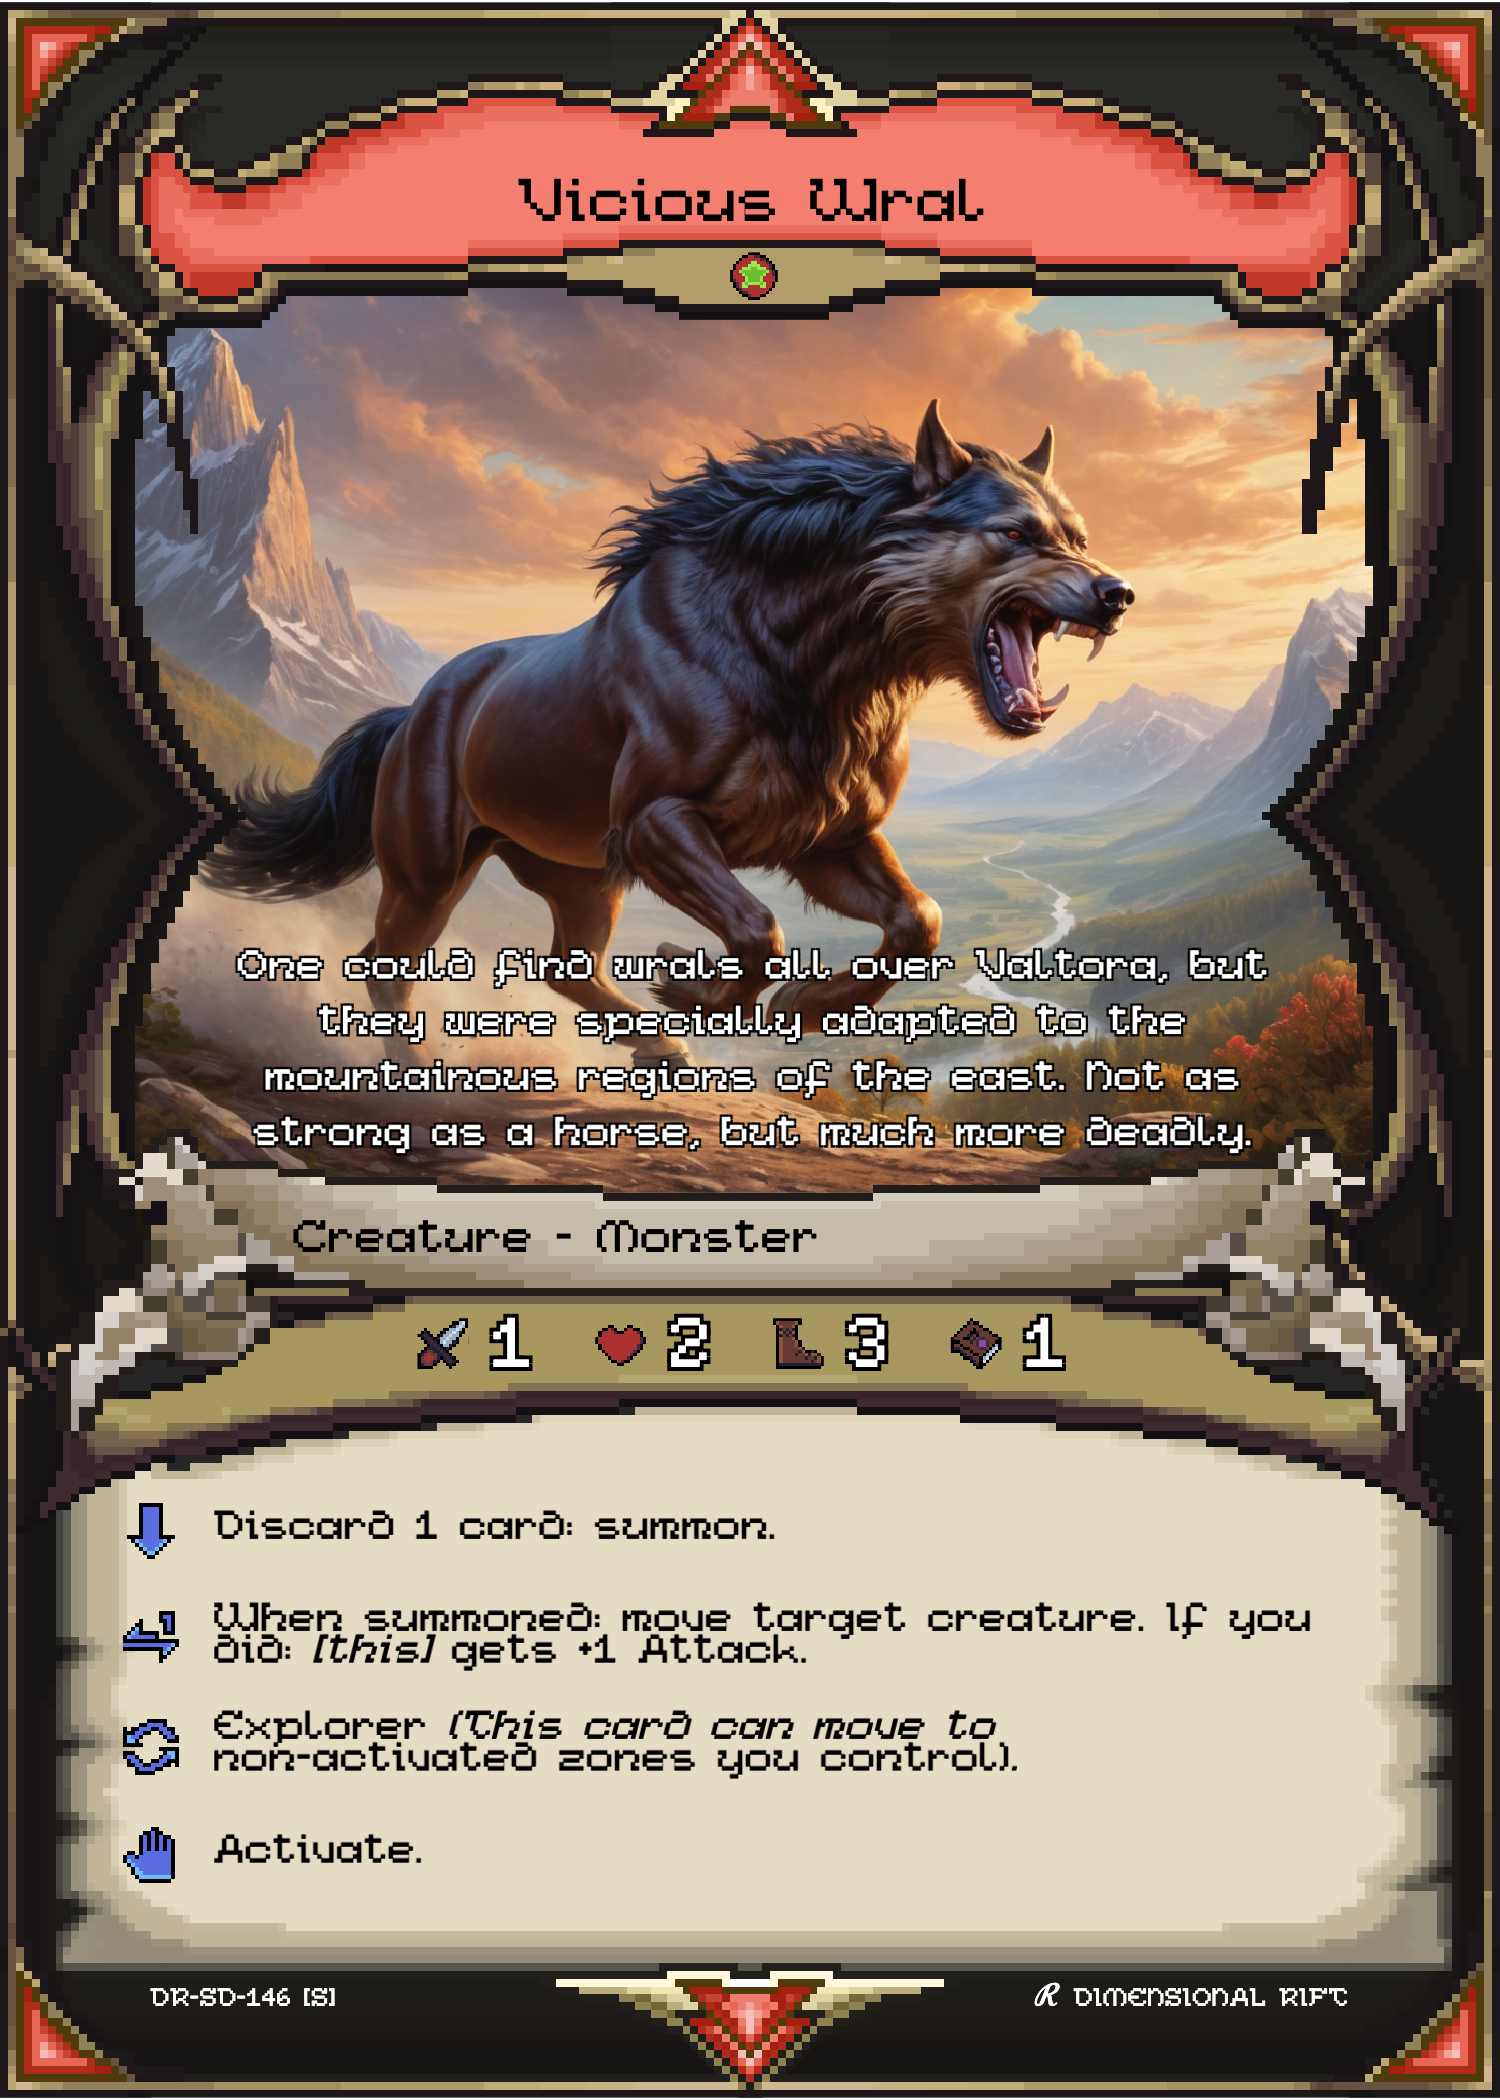 Vicious Wral
One could find wrals all over Valtora, but
they were specially adapted to the
mountainous regions of the east. Not as
strong as a horse, but much more deadly.
Creature - Monster
1 2 3 1
Discard 1 card: summon.
When summoned: move target creature. If you
did: [this] gets +1 Attack.
Explorer (This card can move to
non-activated zones you control).
Activate.
DR-SD-146 [S]
R DIMENSIONAL RIFT